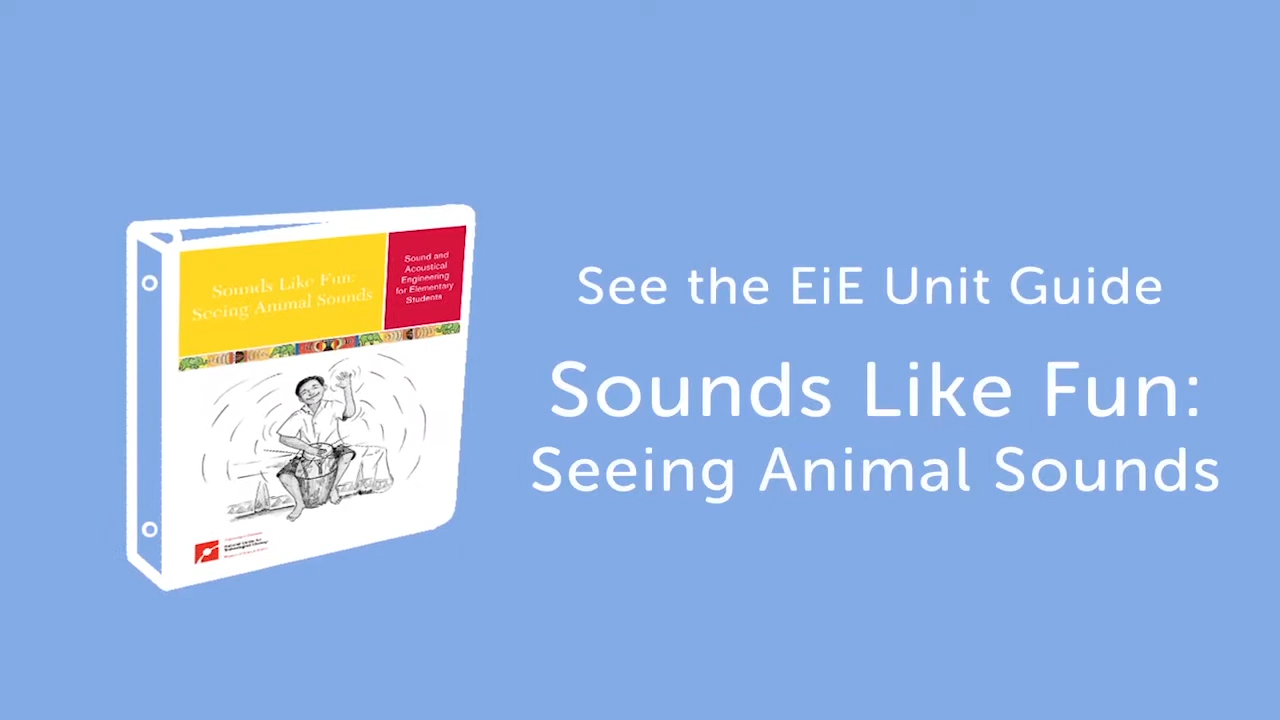 Sounds Like Fun:
Seeing Animal Sounds
Sound and
Acoustical
Engineering
for Elementary
Students
See the EiE Unit Guide
Sounds Like Fun:
Seeing Animal Sounds